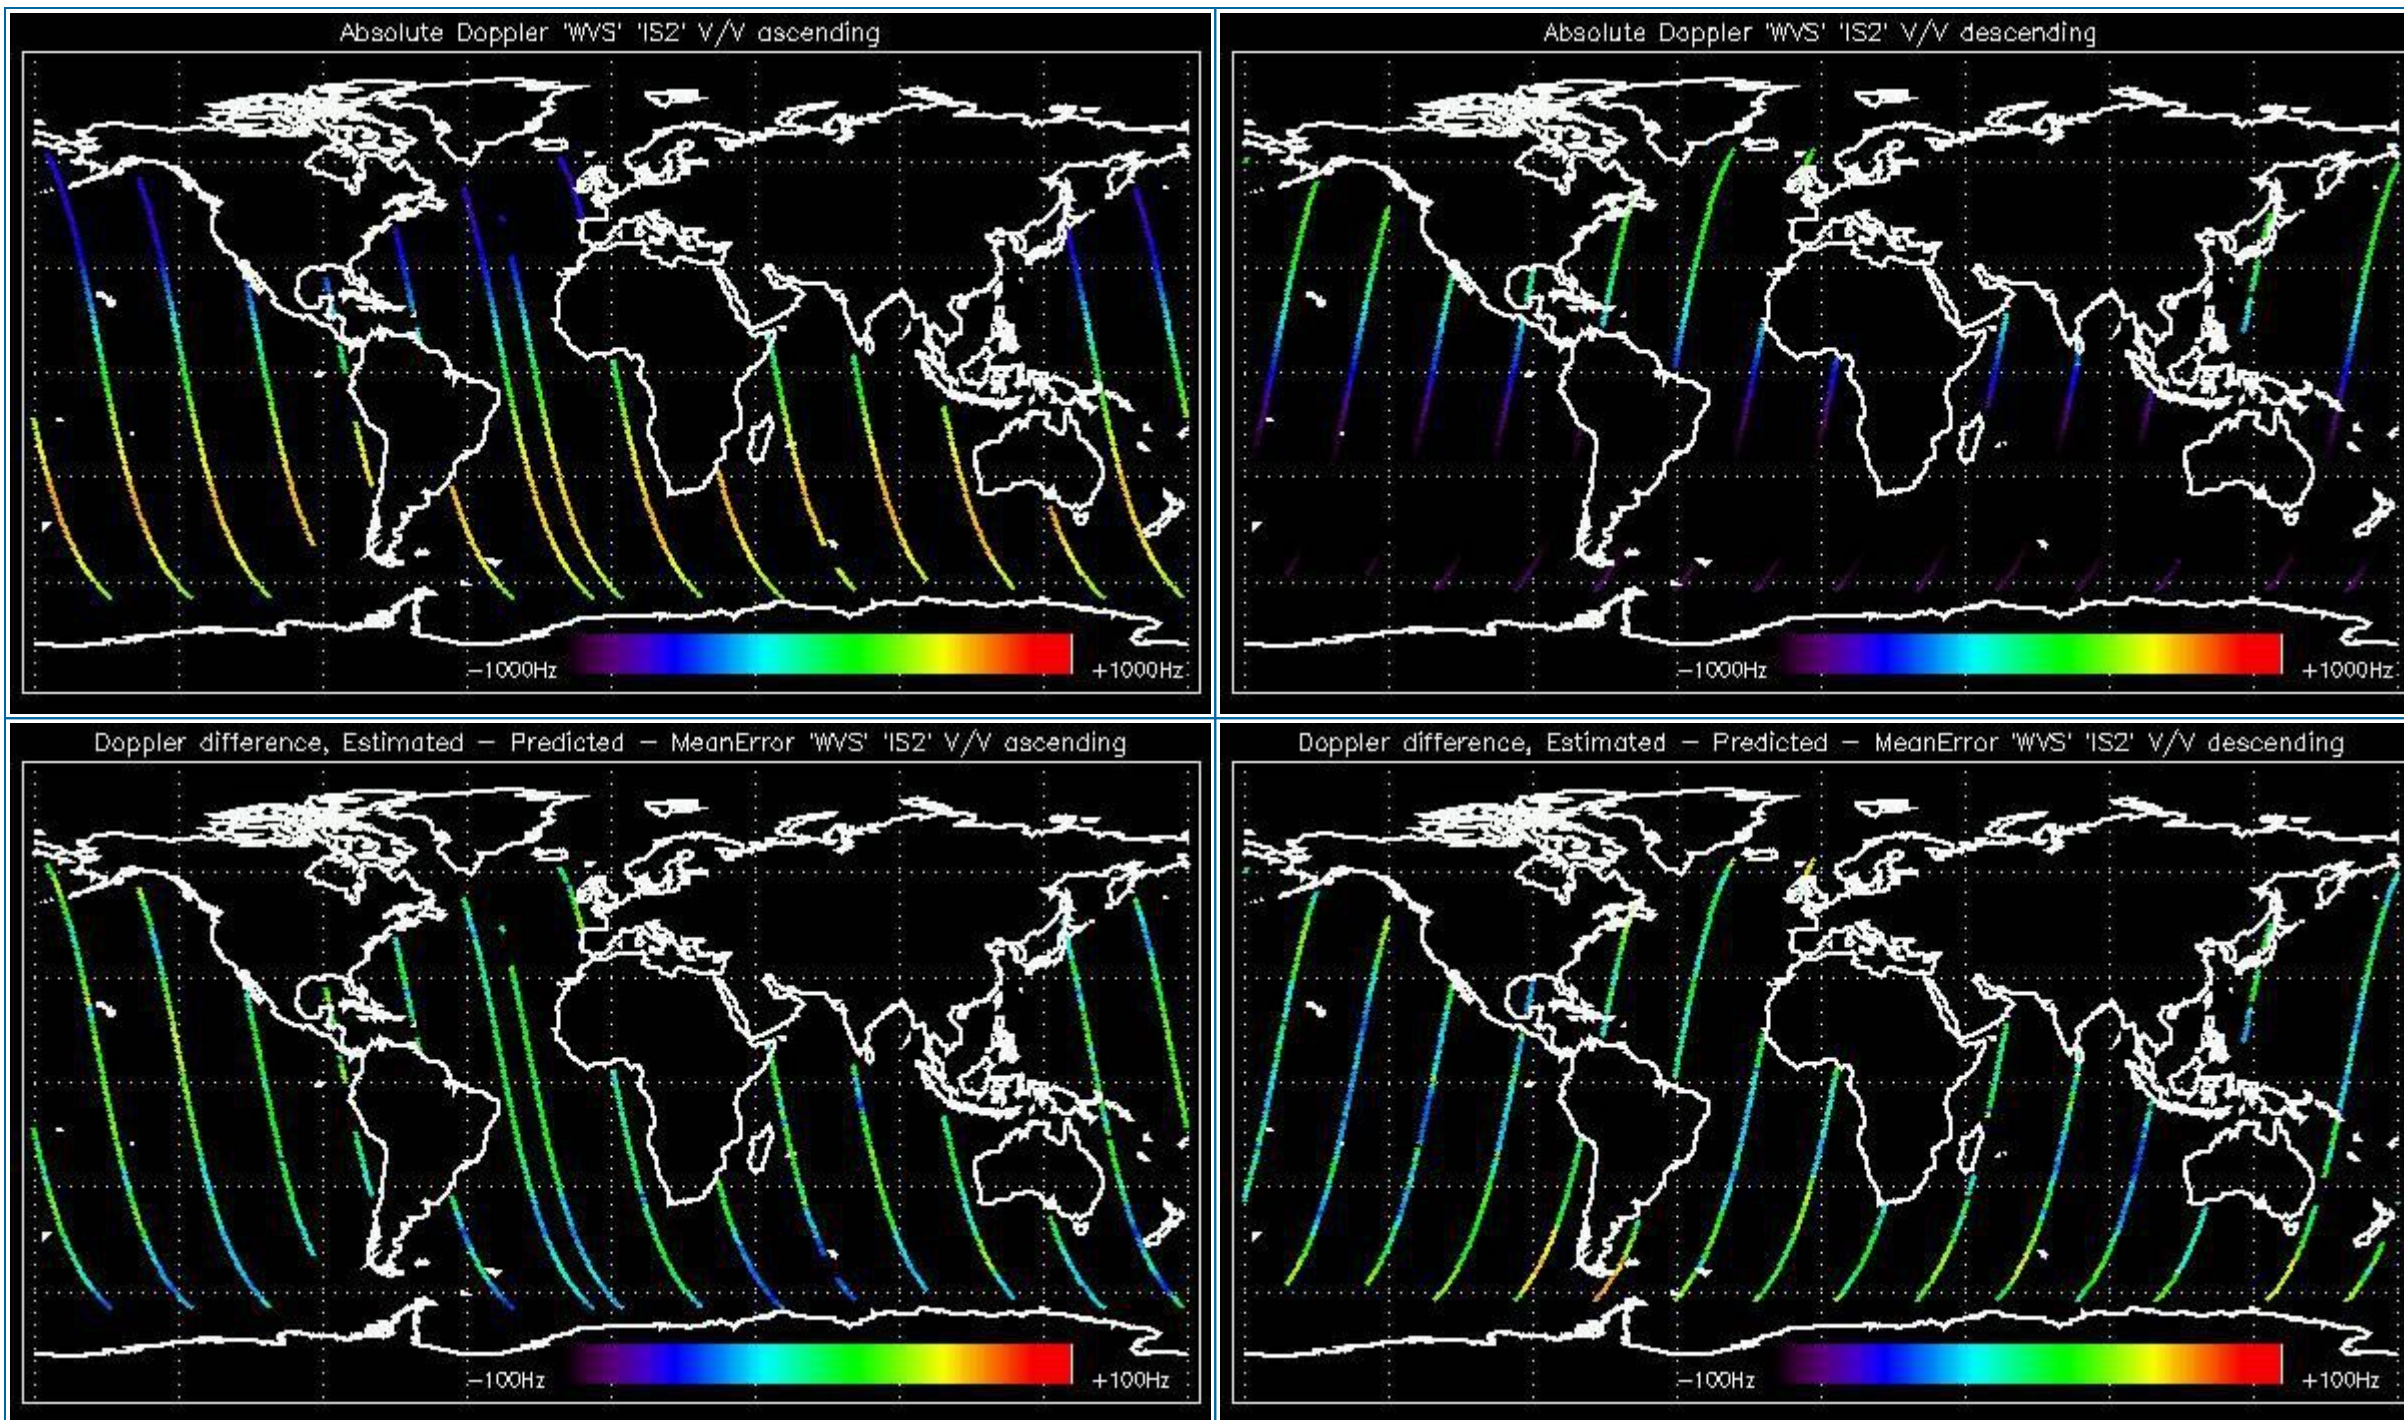 Absolute Doppler 'WVS' 'IS2' V/V ascending
-1000Hz
+1000Hz
Absolute Doppler 'WVS' 'IS2' V/V descending
-1000Hz
+1000Hz
Doppler difference, Estimated - Predicted - MeanError 'WVS' 'IS2' V/V ascending
-100Hz
+100Hz
Doppler difference, Estimated - Predicted - MeanError 'WVS' 'IS2' V/V descending
-100Hz
+100Hz